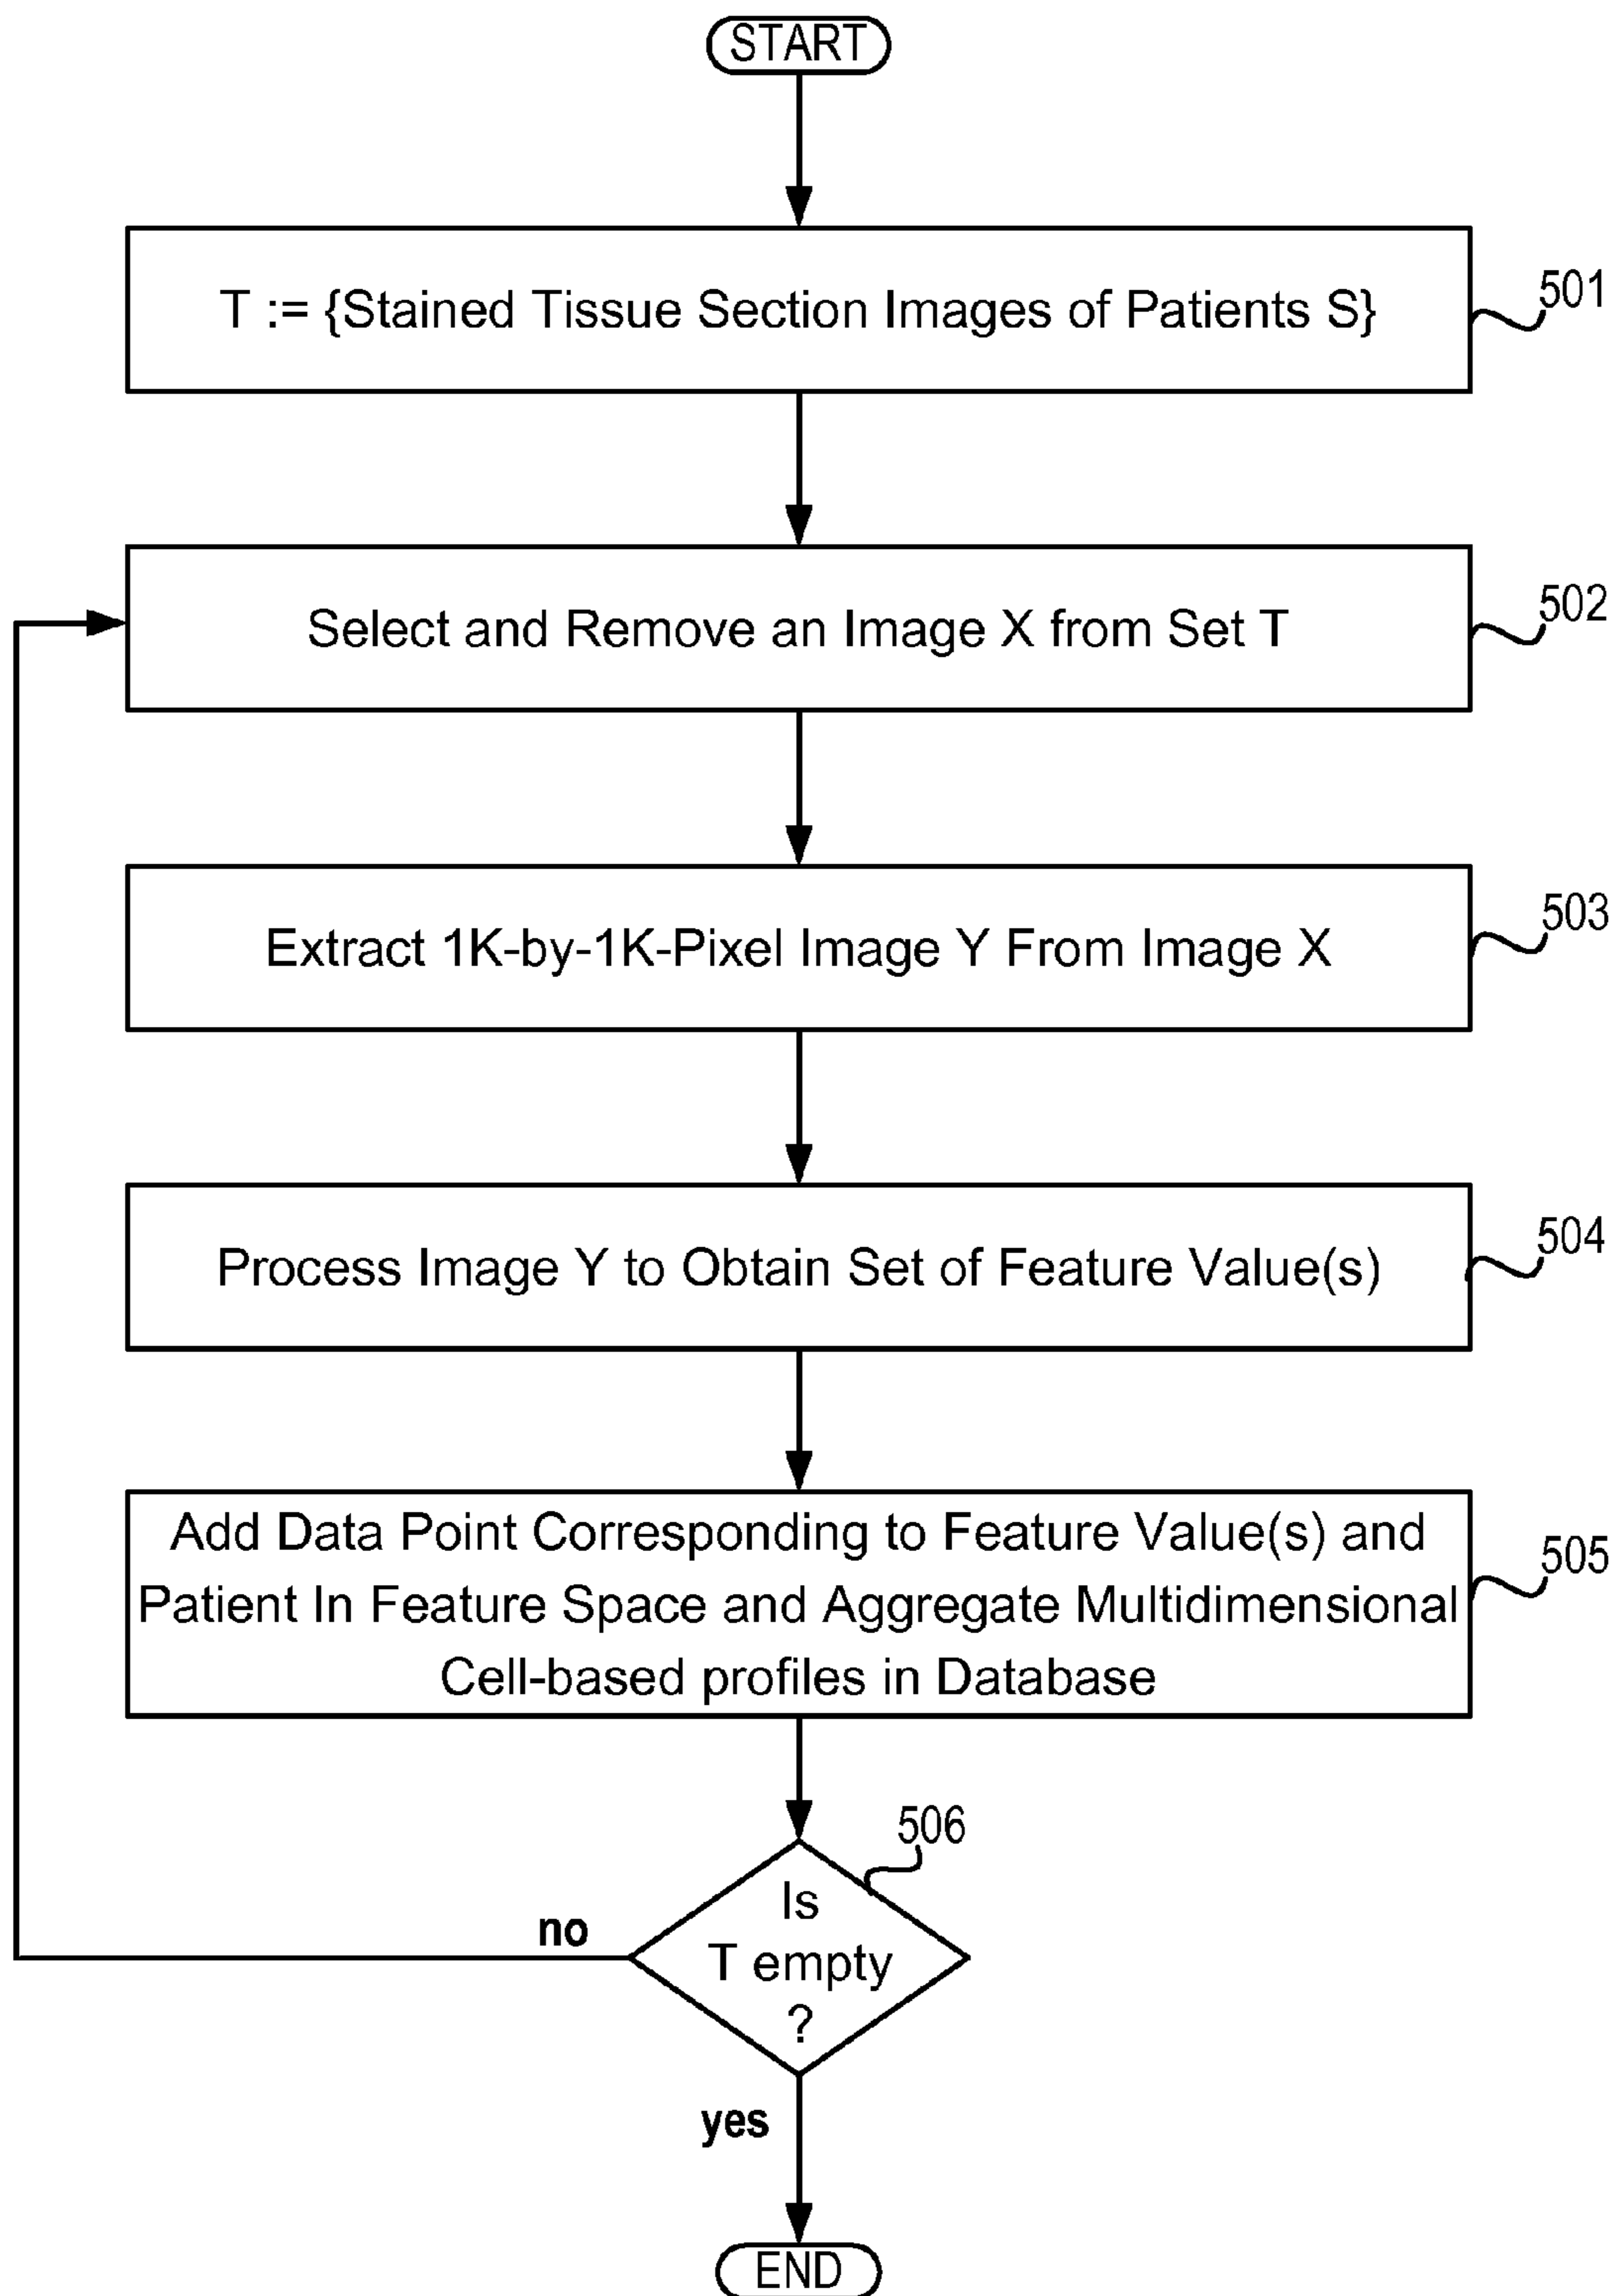 START
T := {Stained Tissue Section Images of Patients S}
501
Select and Remove an Image X from Set T
502
Extract 1K-by-1K-Pixel Image Y From Image X
503
Process Image Y to Obtain Set of Feature Value(s)
504
Add Data Point Corresponding to Feature Value(s) and
Patient In Feature Space and Aggregate Multidimensional
Cell-based profiles in Database
505
506
Is
T empty
?
no
yes
END